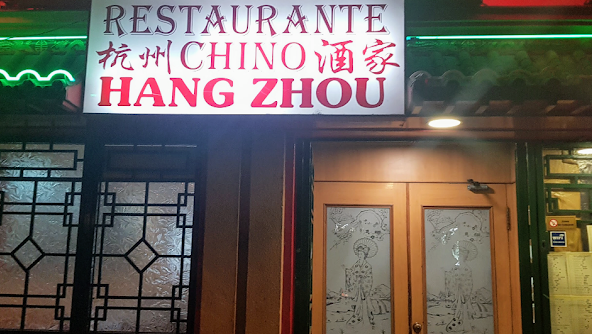 RESTAURANTE
杭州 CHINO 酒家
HANG ZHOU